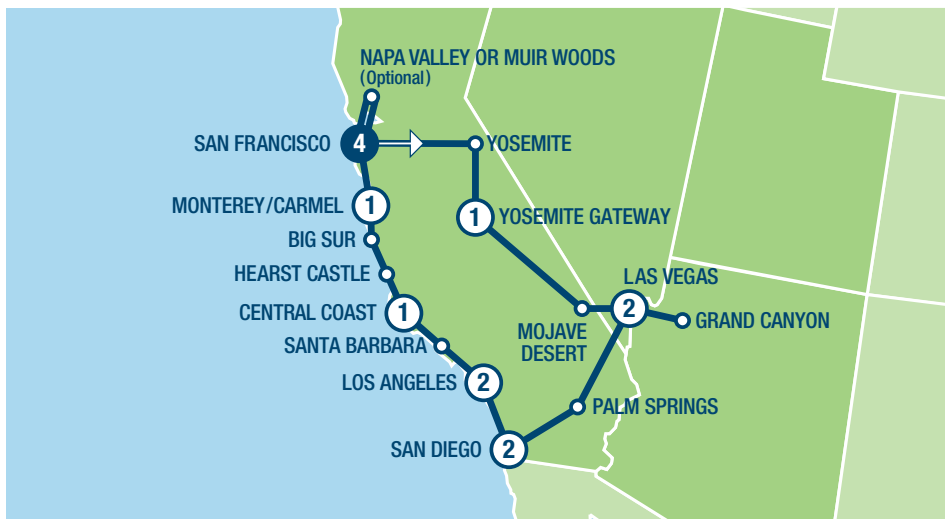 NAPA VALLEY OR MUIR WOODS
(Optional)
SAN FRANCISCO
4
YOSEMITE
MONTEREY/CARMEL
1
1
YOSEMITE GATEWAY
BIG SUR
HEARST CASTLE
LAS VEGAS
CENTRAL COAST
1
2
GRAND CANYON
MOJAVE
DESERT
SANTA BARBARA
LOS ANGELES
2
PALM SPRINGS
SAN DIEGO
2